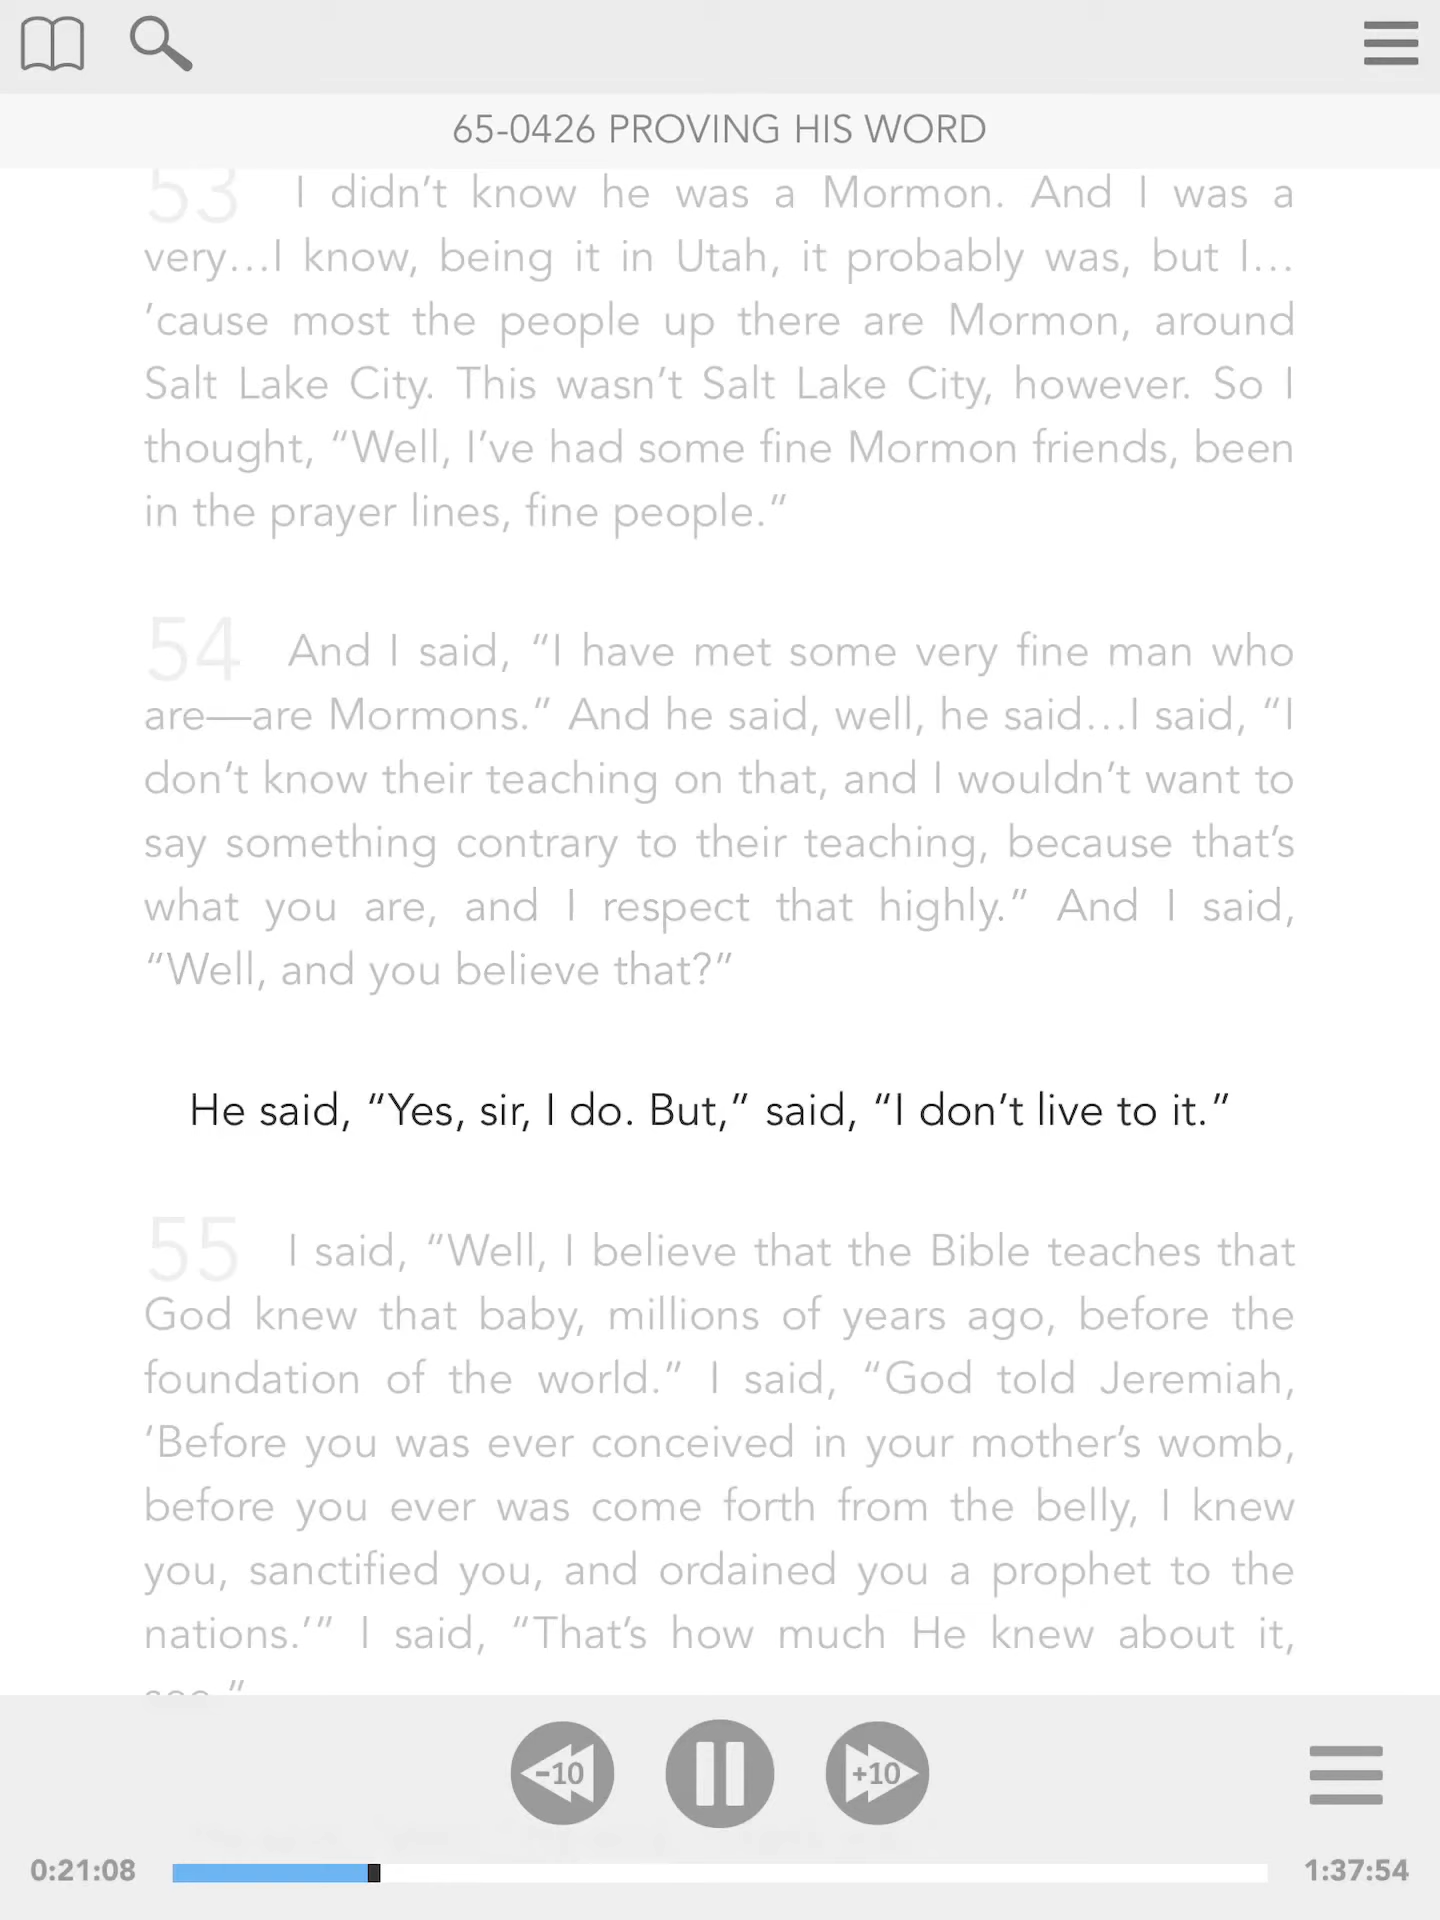 65-0426 PROVING HIS WORD
53 I didn’t know he was a Mormon. And I was a
very…I know, being it in Utah, it probably was, but I…
’cause most the people up there are Mormon, around
Salt Lake City. This wasn’t Salt Lake City, however. So I
thought, “Well, I’ve had some fine Mormon friends, been
in the prayer lines, fine people.”
54 And I said, “I have met some very fine man who
are—are Mormons.” And he said, well, he said…I said, “I
don’t know their teaching on that, and I wouldn’t want to
say something contrary to their teaching, because that’s
what you are, and I respect that highly.” And I said,
“Well, and you believe that?”
He said, “Yes, sir, I do. But,” said, “I don’t live to it.”
55 I said, “Well, I believe that the Bible teaches that
God knew that baby, millions of years ago, before the
foundation of the world.” I said, “God told Jeremiah,
‘Before you was ever conceived in your mother’s womb,
before you ever was come forth from the belly, I knew
you, sanctified you, and ordained you a prophet to the
nations.’” I said, “That’s how much He knew about it,
see.”
-10 +10
0:21:08 1:37:54